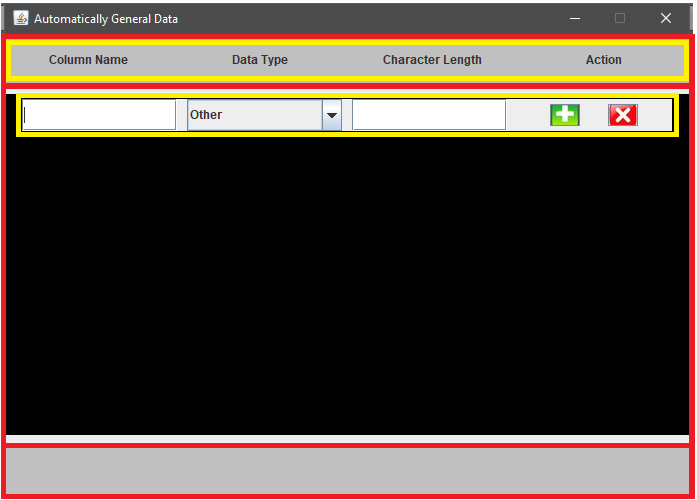 Automatically General Data
Column Name Data Type Character Length Action
Other